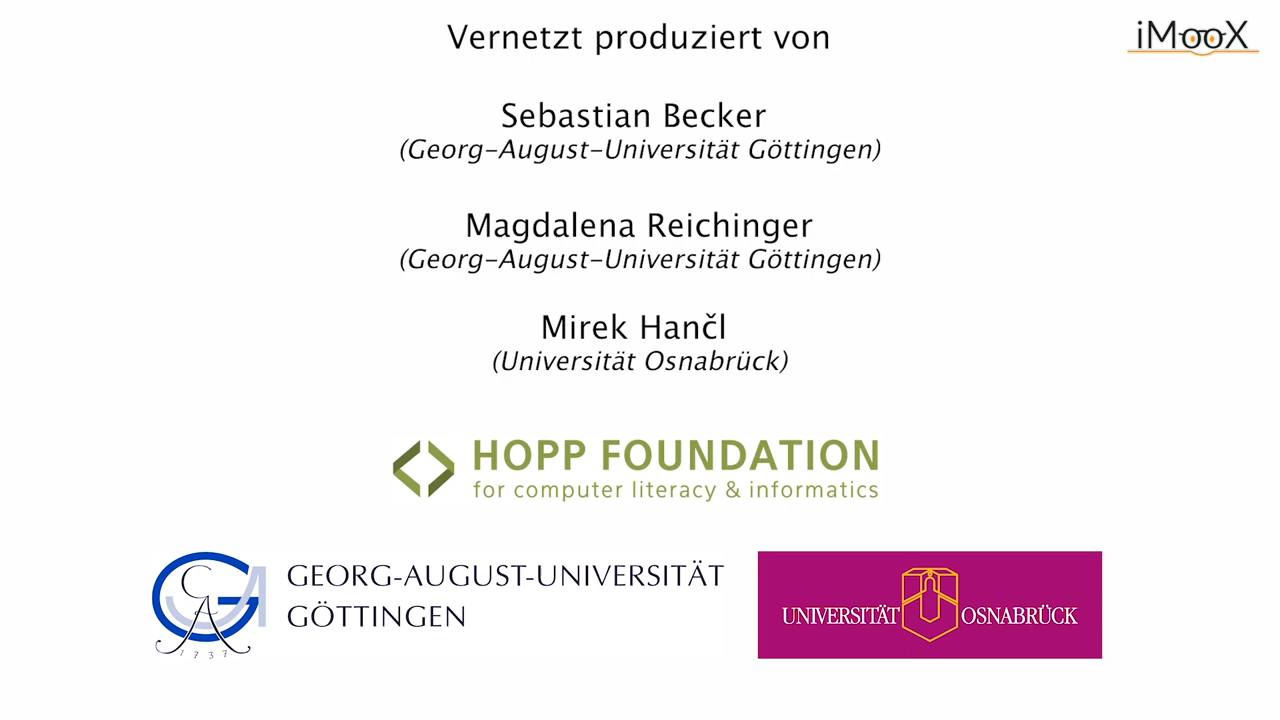 Vernetzt produziert von
iMooX
Sebastian Becker
(Georg-August-Universität Göttingen)
Magdalena Reichinger
(Georg-August-Universität Göttingen)
Mirek Hančl
(Universität Osnabrück)
HOPP FOUNDATION
for computer literacy & informatics
GEORG-AUGUST-UNIVERSITÄT
GÖTTINGEN
1737
UNIVERSITÄT OSNABRÜCK